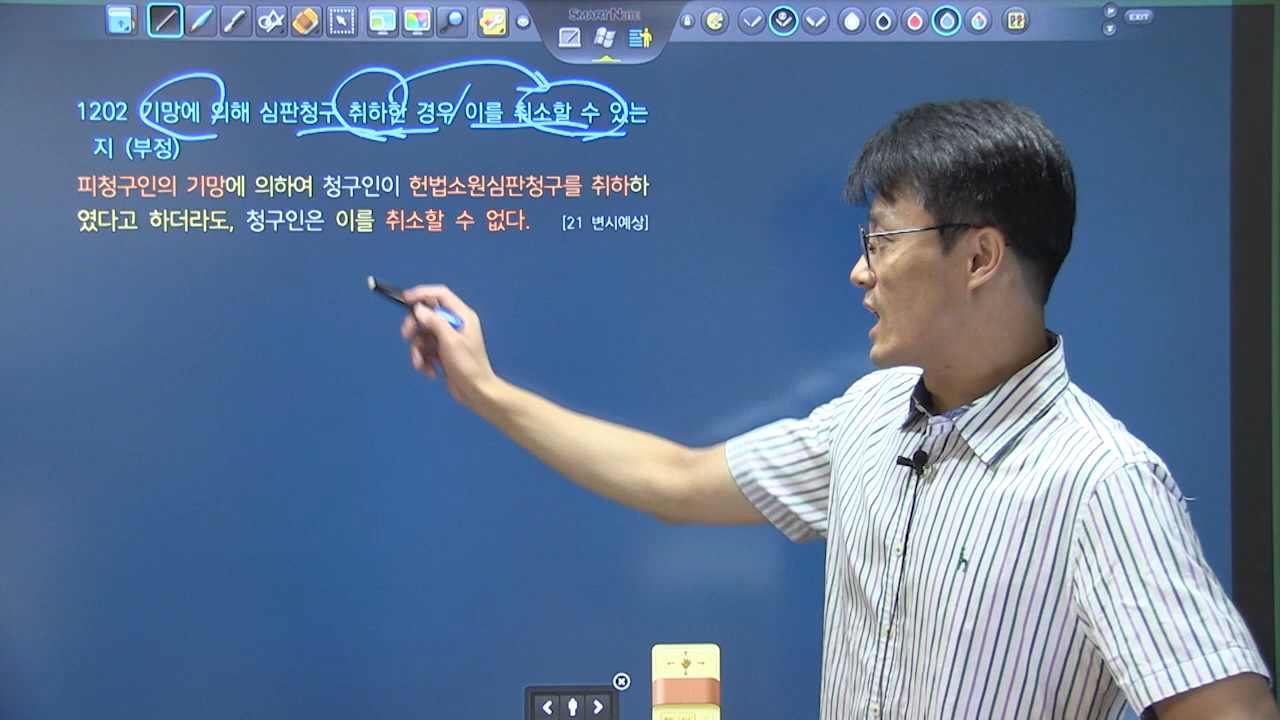 SMARTNOTE
EXIT
1202 기망에 의해 심판청구 취하한 경우 이를 취소할 수 있는
지 (부정)
피청구인의 기망에 의하여 청구인이 헌법소원심판청구를 취하하
였다고 하더라도, 청구인은 이를 취소할 수 없다. [21 변시예상]